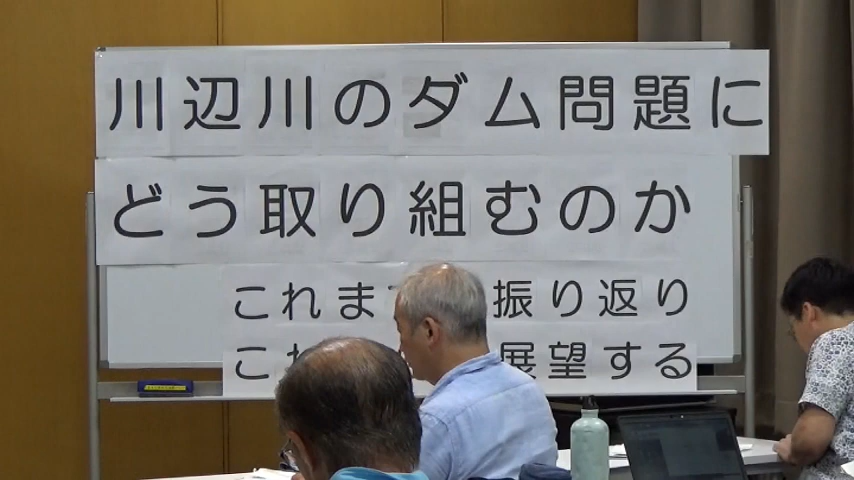 川辺川のダム問題に
どう取り組むのか
これま 振り返り
こ 展望する